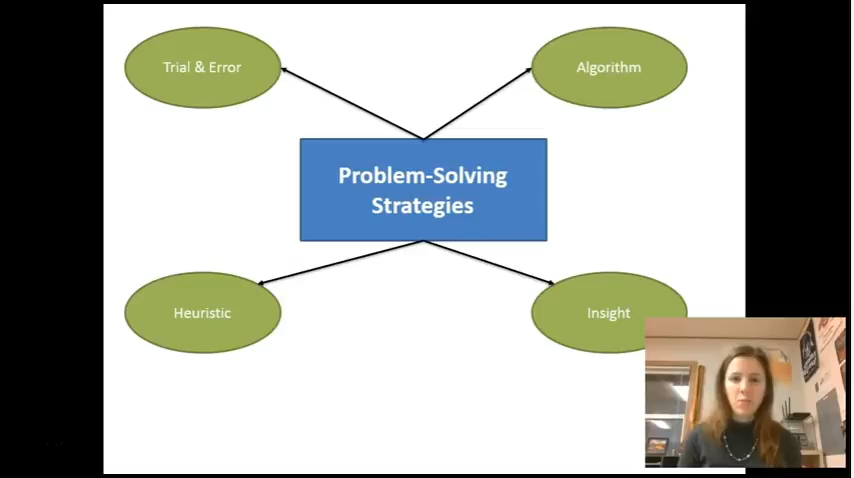 Trial & Error
Algorithm
Problem-Solving
Strategies
Heuristic
Insight